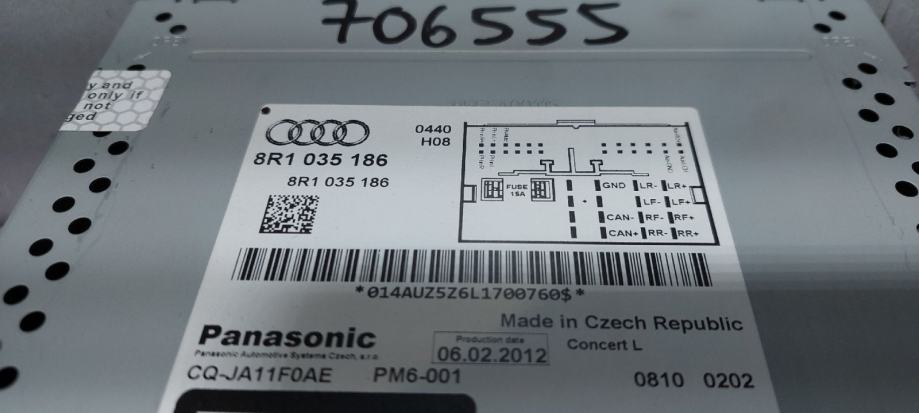 706555
y and
only if
not
ged
0440
H08
8R1 035 186
8R1 035 186
FUSE
15A
GND LR- LR+
LF- LF+
CAN- RF- RF+
CAN+ RR- RR+
*014AUZ5Z6L1700760$*
Made in Czech Republic
Panasonic
Panasonic Automotive Systems Czech, s.r.o.
Production date
06.02.2012
Concert L
CQ-JA11F0AE PM6-001
0810 0202